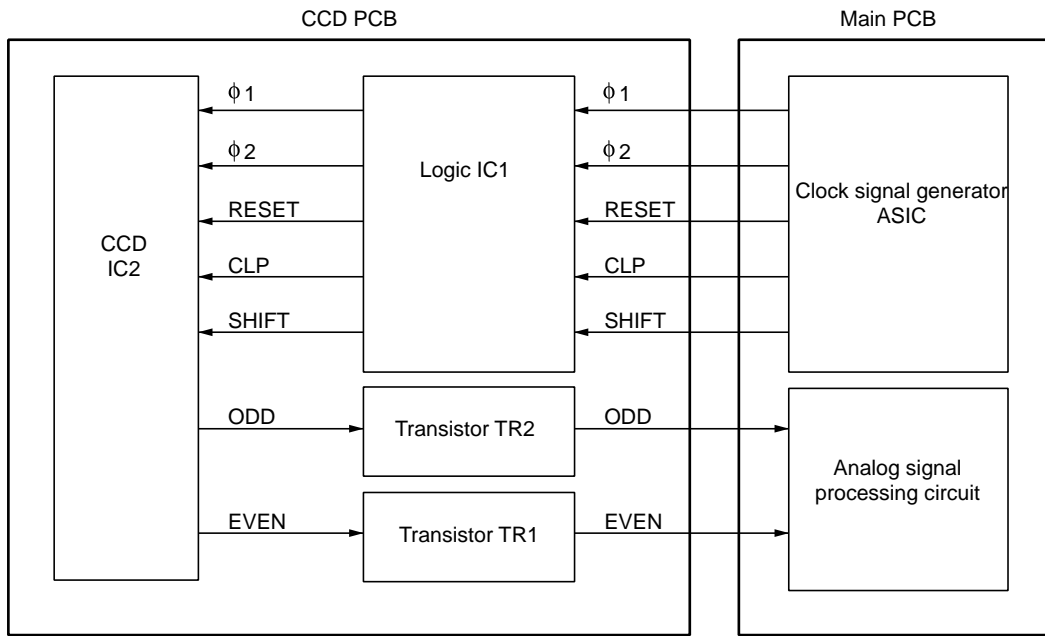 CCD PCB
Main PCB
ϕ1
ϕ1
ϕ2
Logic IC1
ϕ2
Clock signal generator
ASIC
RESET
RESET
CCD
IC2
CLP
CLP
SHIFT
SHIFT
ODD
Transistor TR2
ODD
Analog signal
processing circuit
EVEN
Transistor TR1
EVEN